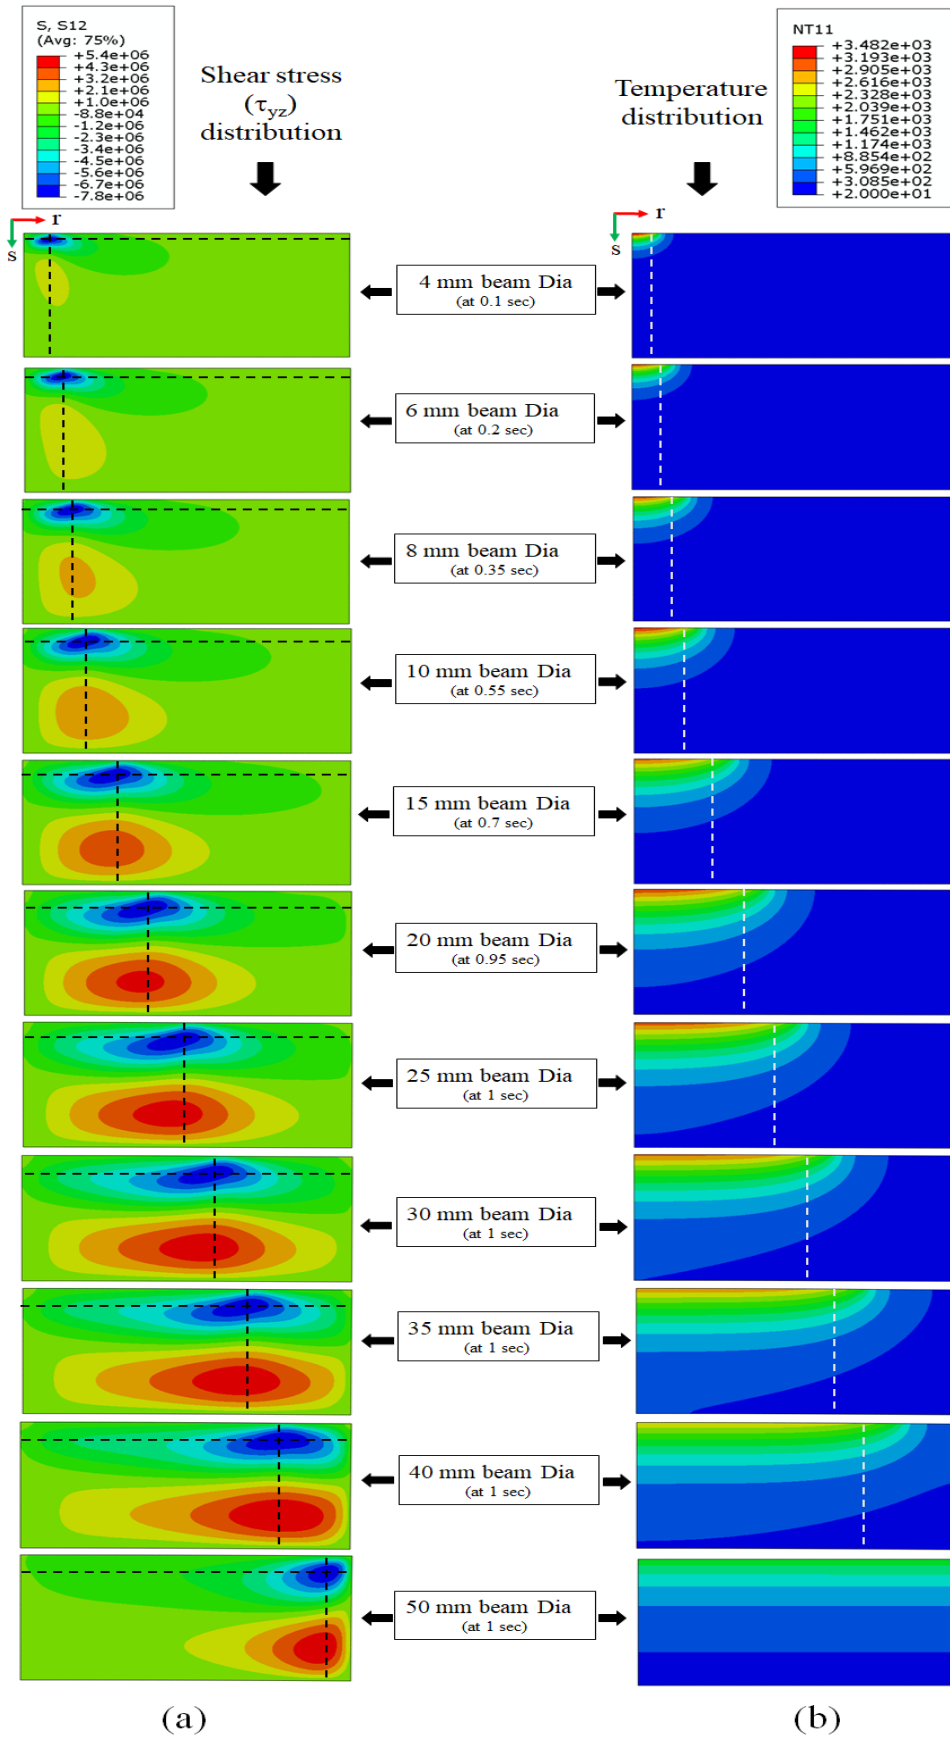 S, S12
(Avg: 75%)
+5.4e+06
+4.3e+06
+3.2e+06
+2.1e+06
+1.0e+06
-8.8e+04
-1.2e+06
-2.3e+06
-3.4e+06
-4.5e+06
-5.6e+06
-6.7e+06
-7.8e+06
Shear stress
(τyz)
distribution
Temperature
distribution
NT11
+3.482e+03
+3.193e+03
+2.905e+03
+2.616e+03
+2.328e+03
+2.039e+03
+1.751e+03
+1.462e+03
+1.174e+03
+8.854e+02
+5.969e+02
+3.085e+02
+2.000e+01
r
s
r
s
4 mm beam Dia
(at 0.1 sec)
6 mm beam Dia
(at 0.2 sec)
8 mm beam Dia
(at 0.35 sec)
10 mm beam Dia
(at 0.55 sec)
15 mm beam Dia
(at 0.7 sec)
20 mm beam Dia
(at 0.95 sec)
25 mm beam Dia
(at 1 sec)
30 mm beam Dia
(at 1 sec)
35 mm beam Dia
(at 1 sec)
40 mm beam Dia
(at 1 sec)
50 mm beam Dia
(at 1 sec)
(a)
(b)